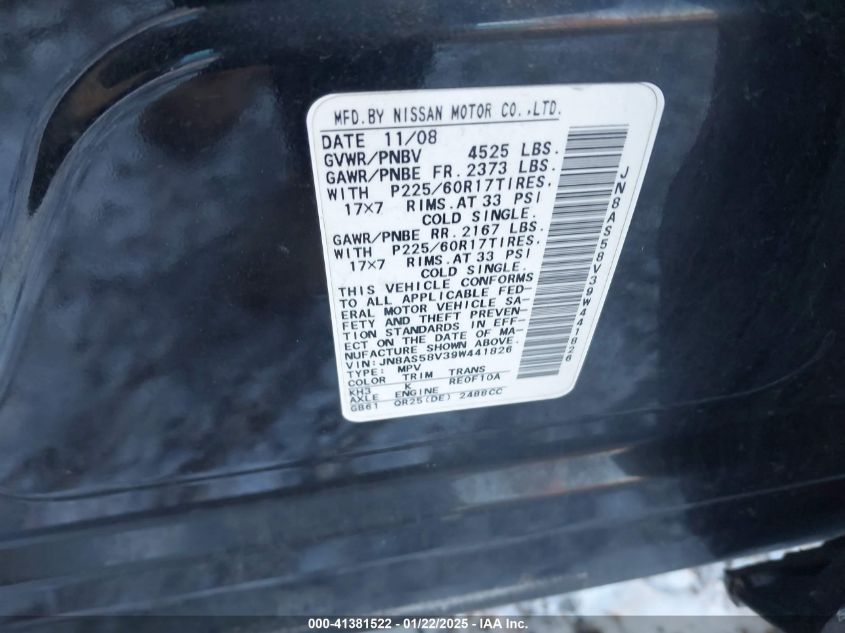 MFD.BY NISSAN MOTOR CO.,LTD.
DATE 11/08
GVWR/PNBV 4525 LBS.
GAWR/PNBE FR. 2373 LBS.
WITH P225/60R17TIRES,
17x7 RIMS.AT 33 PSI
COLD SINGLE.
GAWR/PNBE RR. 2167 LBS.
WITH P225/60R17TIRES,
17x7 RIMS.AT 33 PSI
COLD SINGLE.
THIS VEHICLE CONFORMS
TO ALL APPLICABLE FED-
ERAL MOTOR VEHICLE SA-
FETY AND THEFT PREVEN-
TION STANDARDS IN EFF-
ECT ON THE DATE OF MA-
NUFACTURE SHOWN ABOVE.
VIN:JN8AS58V39W441826
TYPE: MPV
COLOR TRIM TRANS
KH3 K RE0F10A
AXLE ENGINE
GB61 QR25(DE) 2488CC
JN8AS58V39W441826
000-41381522 — 01/22/2025 — IAA Inc.